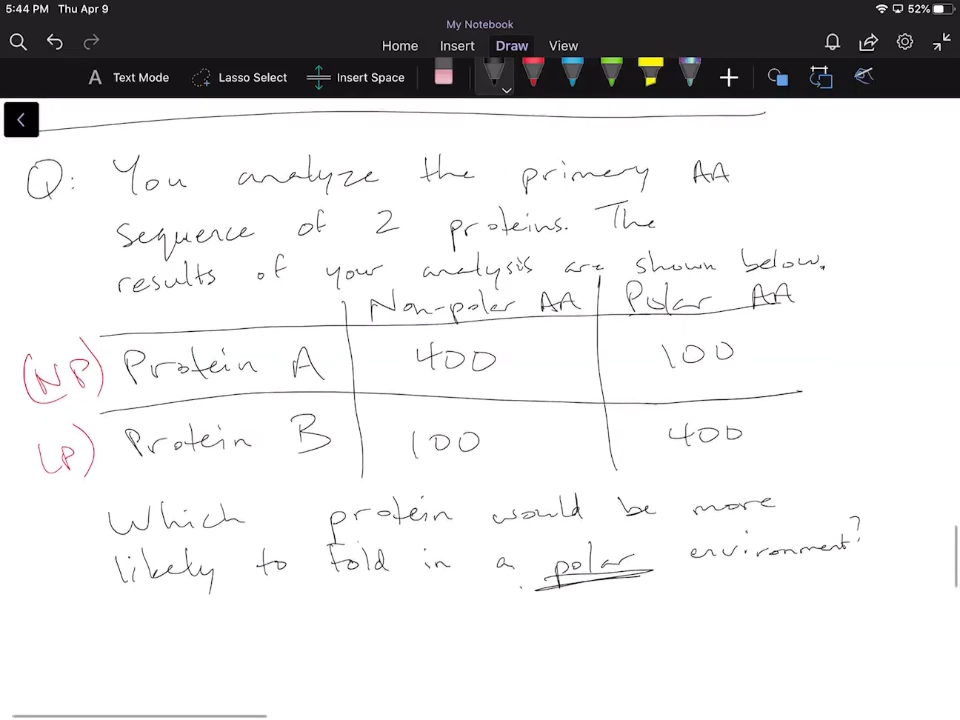 5:44 PM Thu Apr 9
52%
My Notebook
Home Insert Draw View
Text Mode Lasso Select Insert Space
Q: You analyze the primary AA
sequence of 2 proteins. The
results of your analysis are shown below.
Non-polar AA Polar AA
(NP) Protein A 400 100
(P) Protein B 100 400
Which protein would be more
likely to fold in a polar environment?